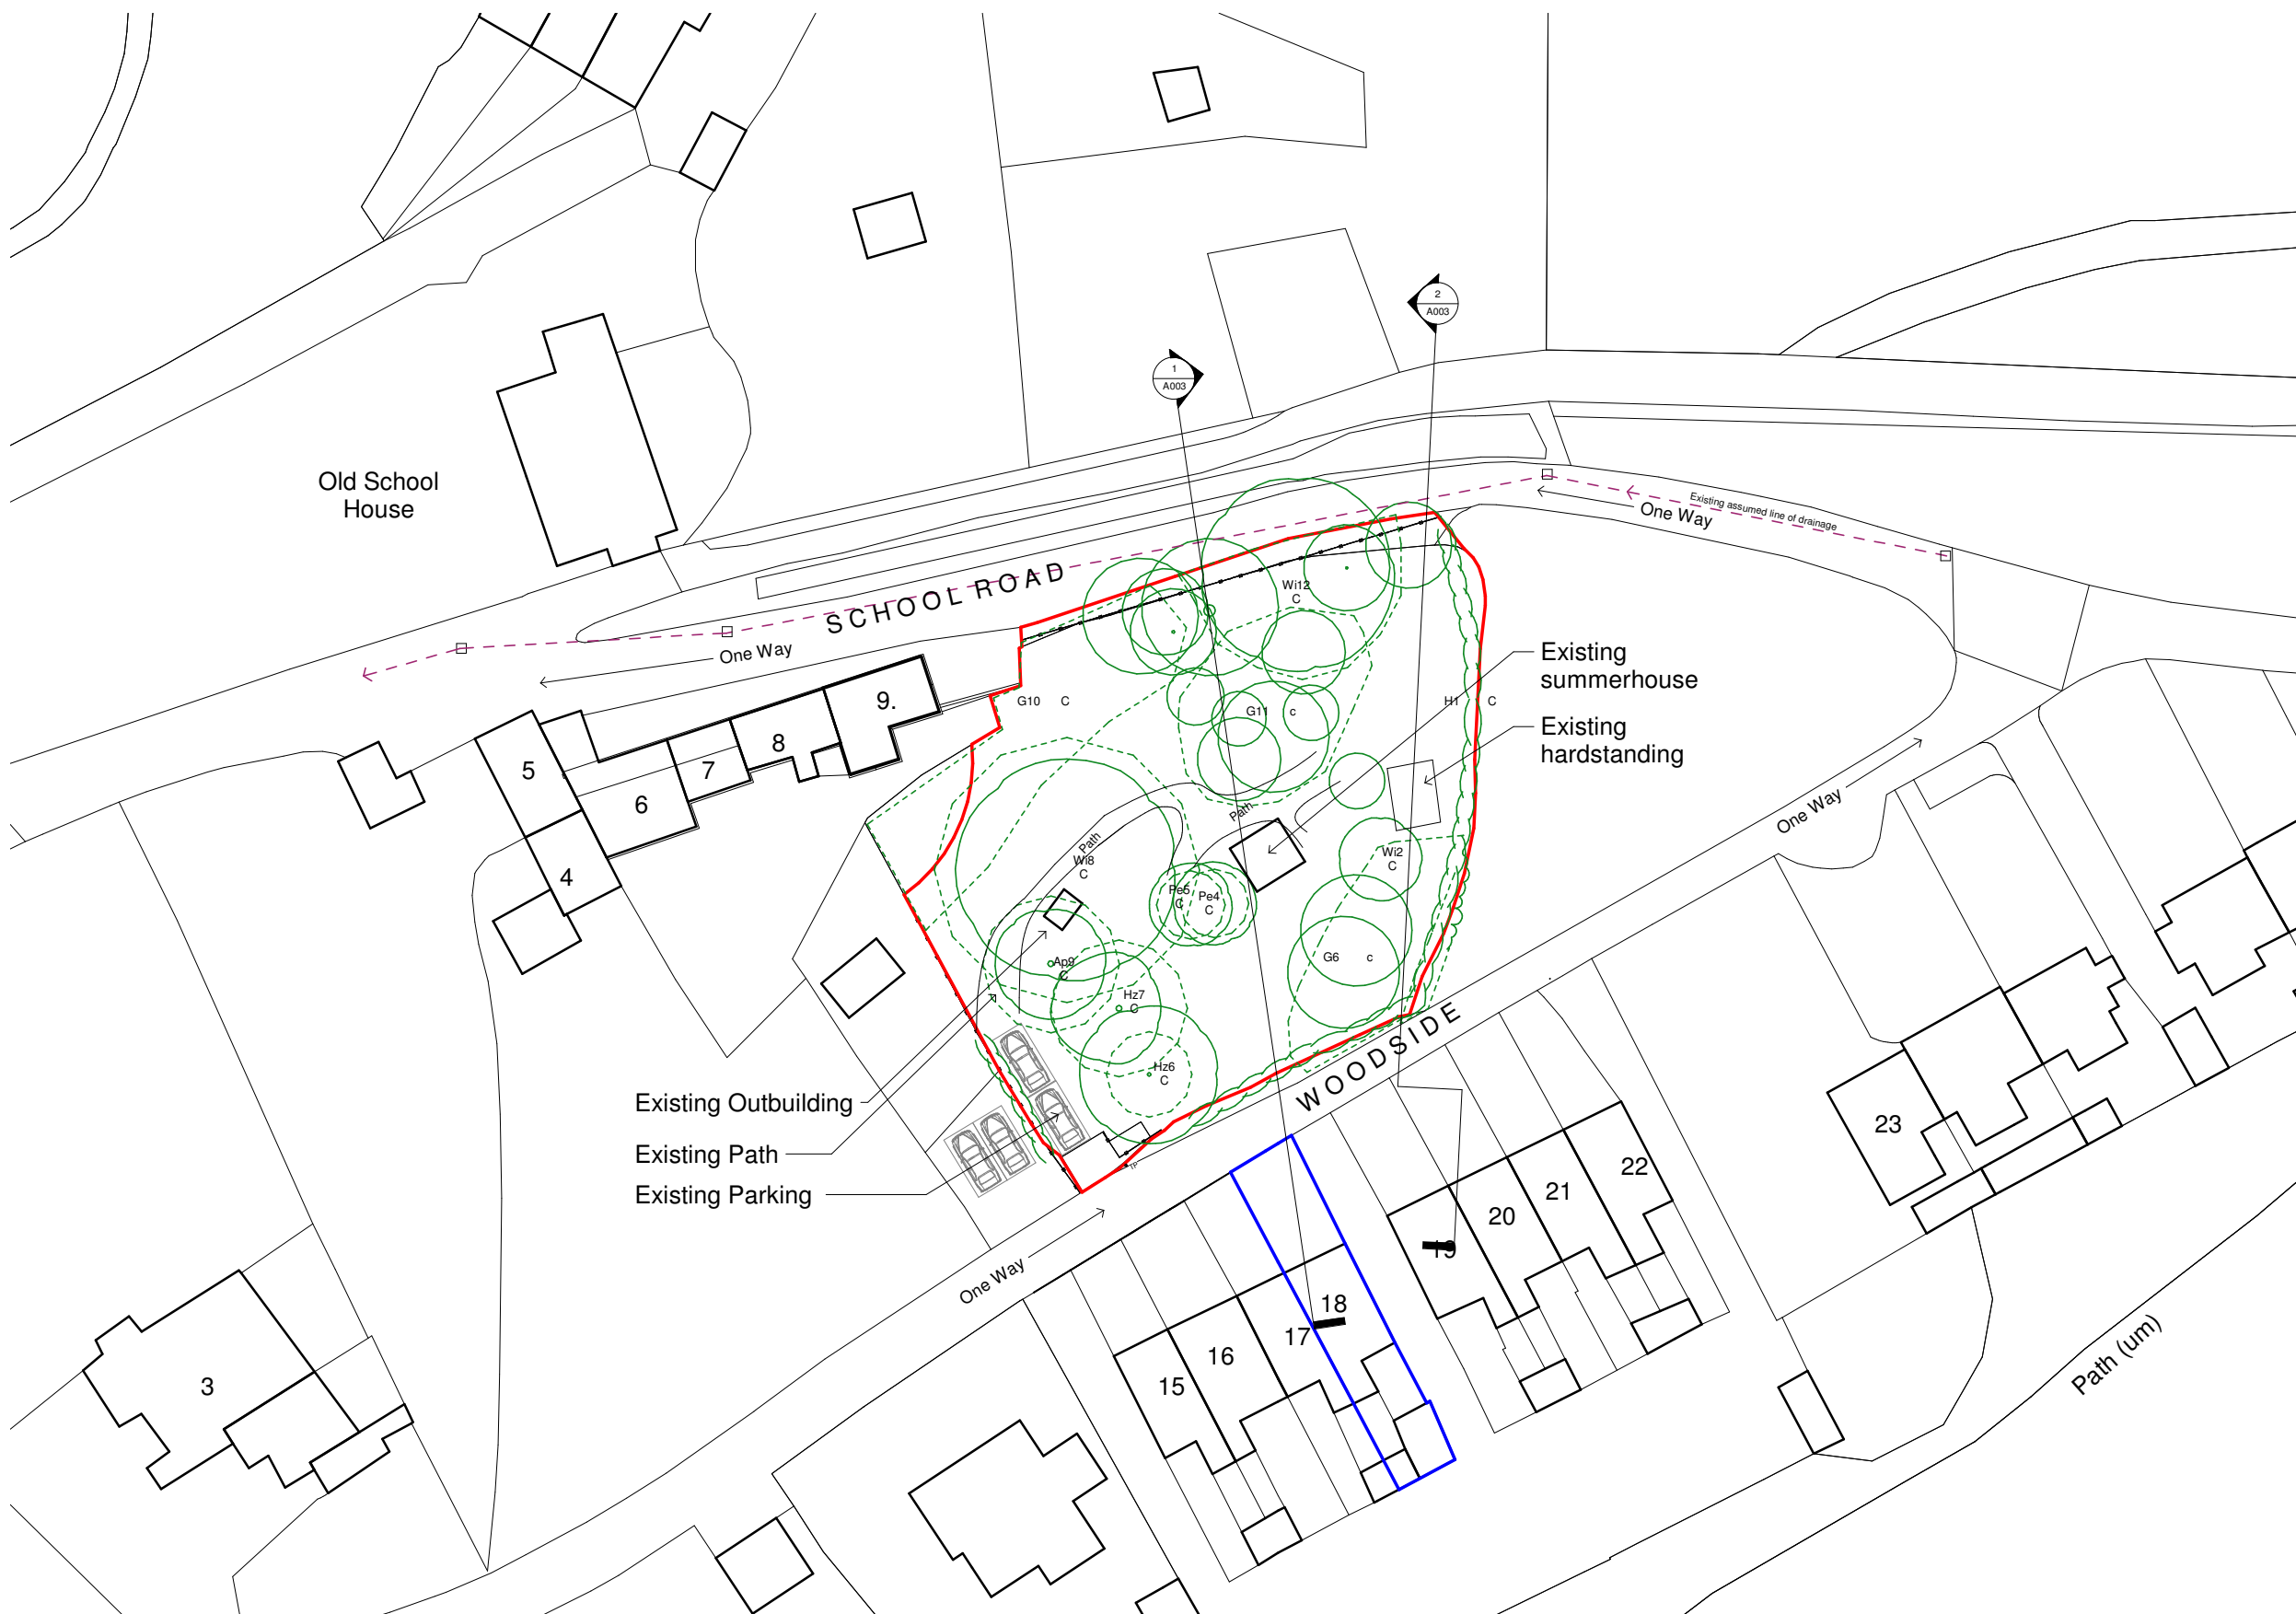 2
A003
1
A003
Old School
House
Existing assumed line of drainage
One Way
SCHOOL ROAD
One Way
Wi12
C
Existing
summerhouse
G10 C
H1 C
G11 c
Existing
hardstanding
9.
8
7
6
5
4
Path
Path
Wi8
C
Wi2
C
One Way
Pe5
C
Pe4
C
Ap9
C
G6 c
Hz7
C
Hz6
C
WOODSIDE
Existing Outbuilding
Existing Path
Existing Parking
TP
One Way
23
22
21
20
19
18
17
16
15
3
Path (um)